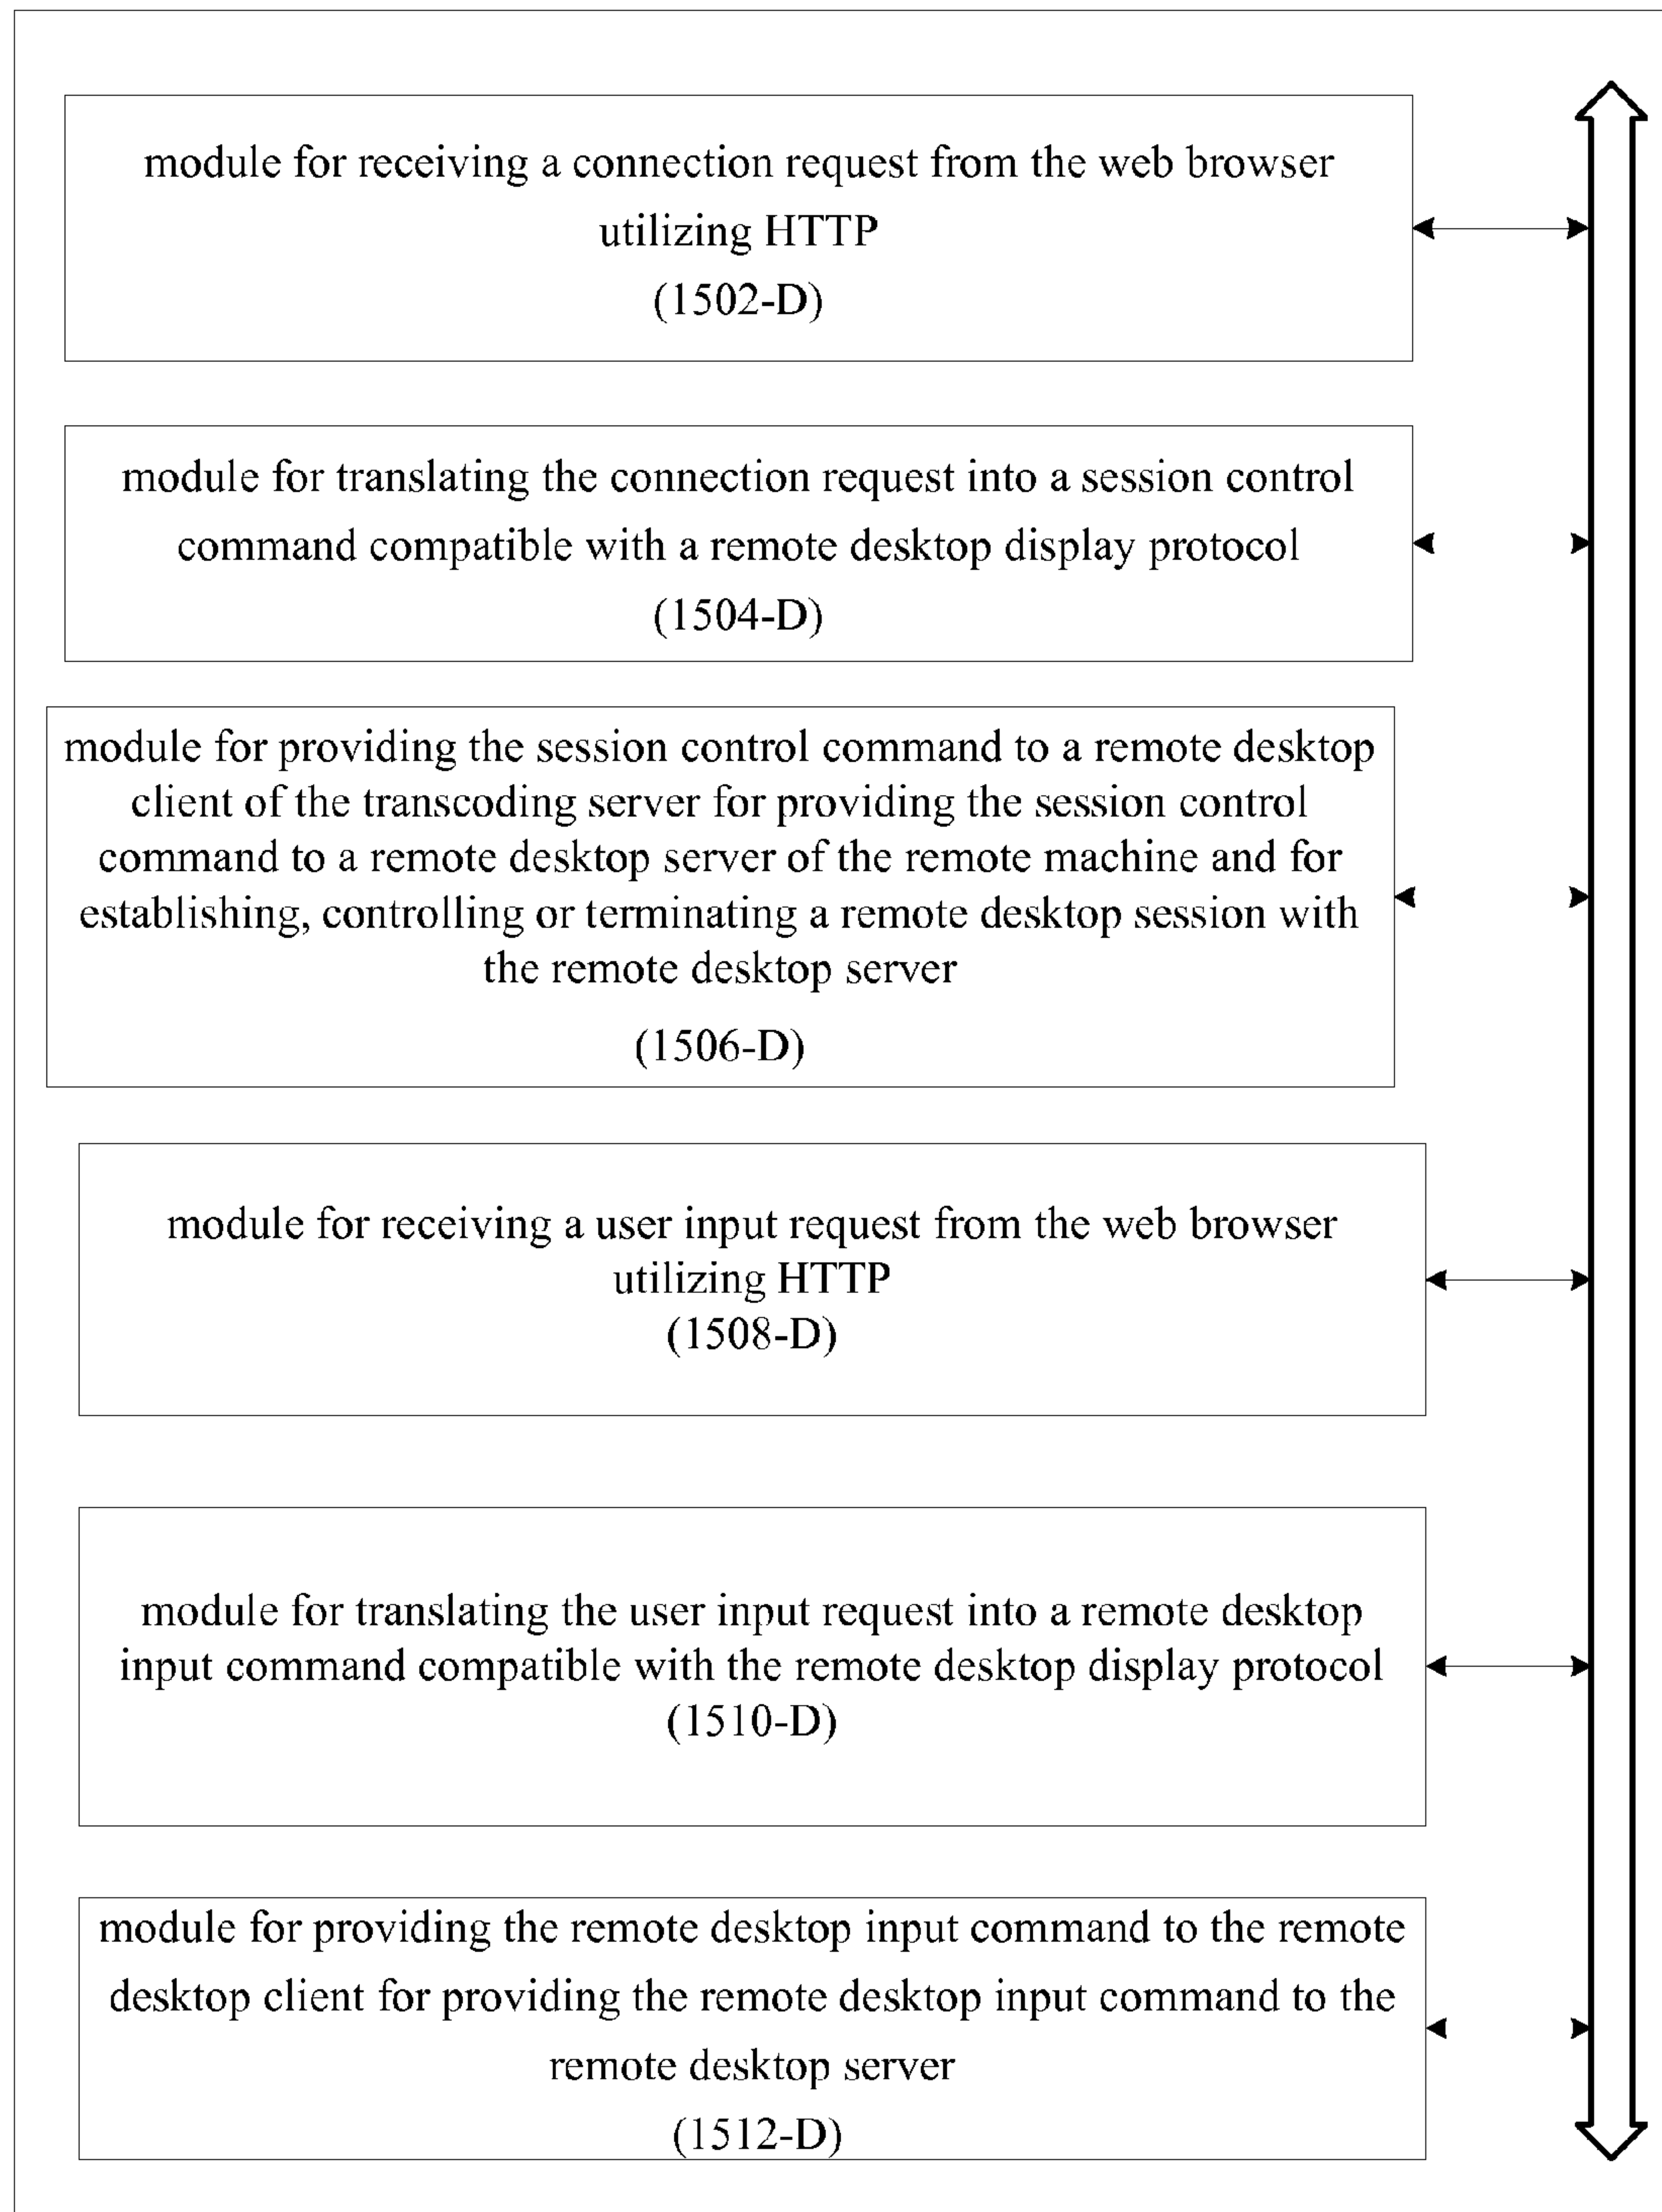 module for receiving a connection request from the web browser
utilizing HTTP
(1502-D)
module for translating the connection request into a session control
command compatible with a remote desktop display protocol
(1504-D)
module for providing the session control command to a remote desktop
client of the transcoding server for providing the session control
command to a remote desktop server of the remote machine and for
establishing, controlling or terminating a remote desktop session with
the remote desktop server
(1506-D)
module for receiving a user input request from the web browser
utilizing HTTP
(1508-D)
module for translating the user input request into a remote desktop
input command compatible with the remote desktop display protocol
(1510-D)
module for providing the remote desktop input command to the remote
desktop client for providing the remote desktop input command to the
remote desktop server
(1512-D)